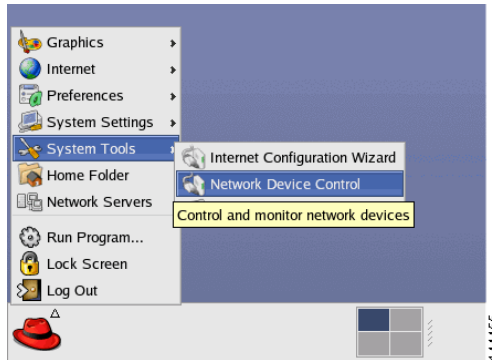 Graphics
Internet
Preferences
System Settings
System Tools
Home Folder
Network Servers
Run Program...
Lock Screen
Log Out
Internet Configuration Wizard
Network Device Control
Control and monitor network devices